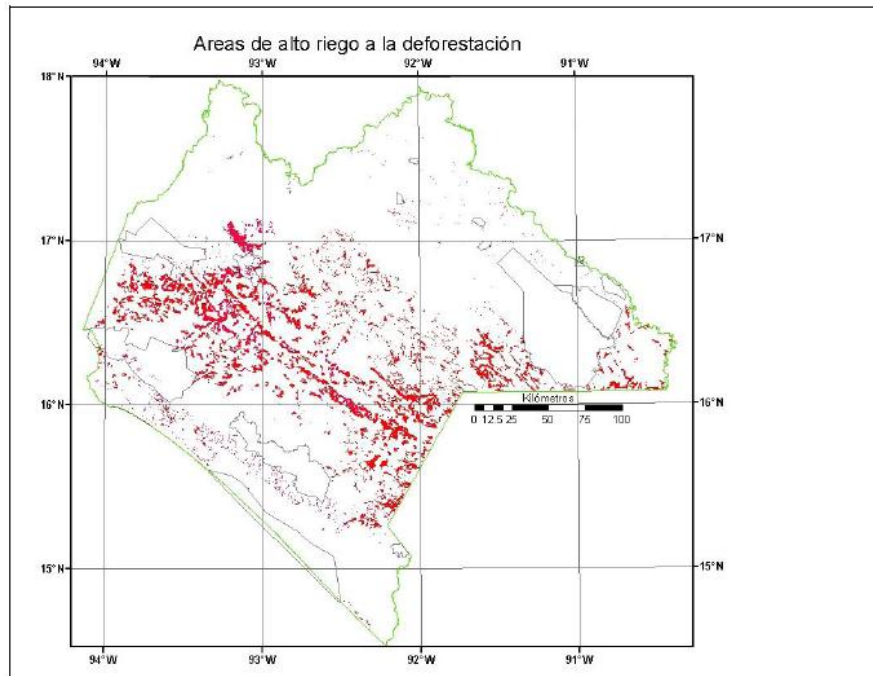 Areas de alto riego a la deforestación
94°W 93°W 92°W 91°W
18°N
17°N 17°N
16°N 16°N
Kilómetros
0 12.5 25 50 75 100
15°N 15°N
94°W 93°W 92°W 91°W